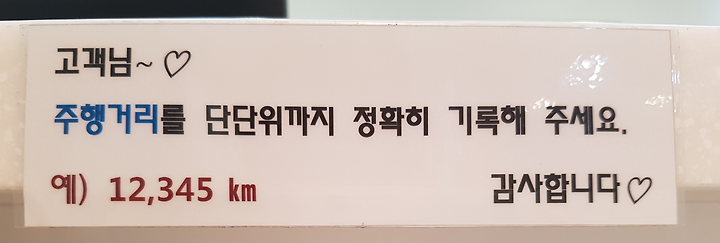 고객님~♡
주행거리를 단단위까지 정확히 기록해 주세요.
예) 12,345 km 감사합니다♡